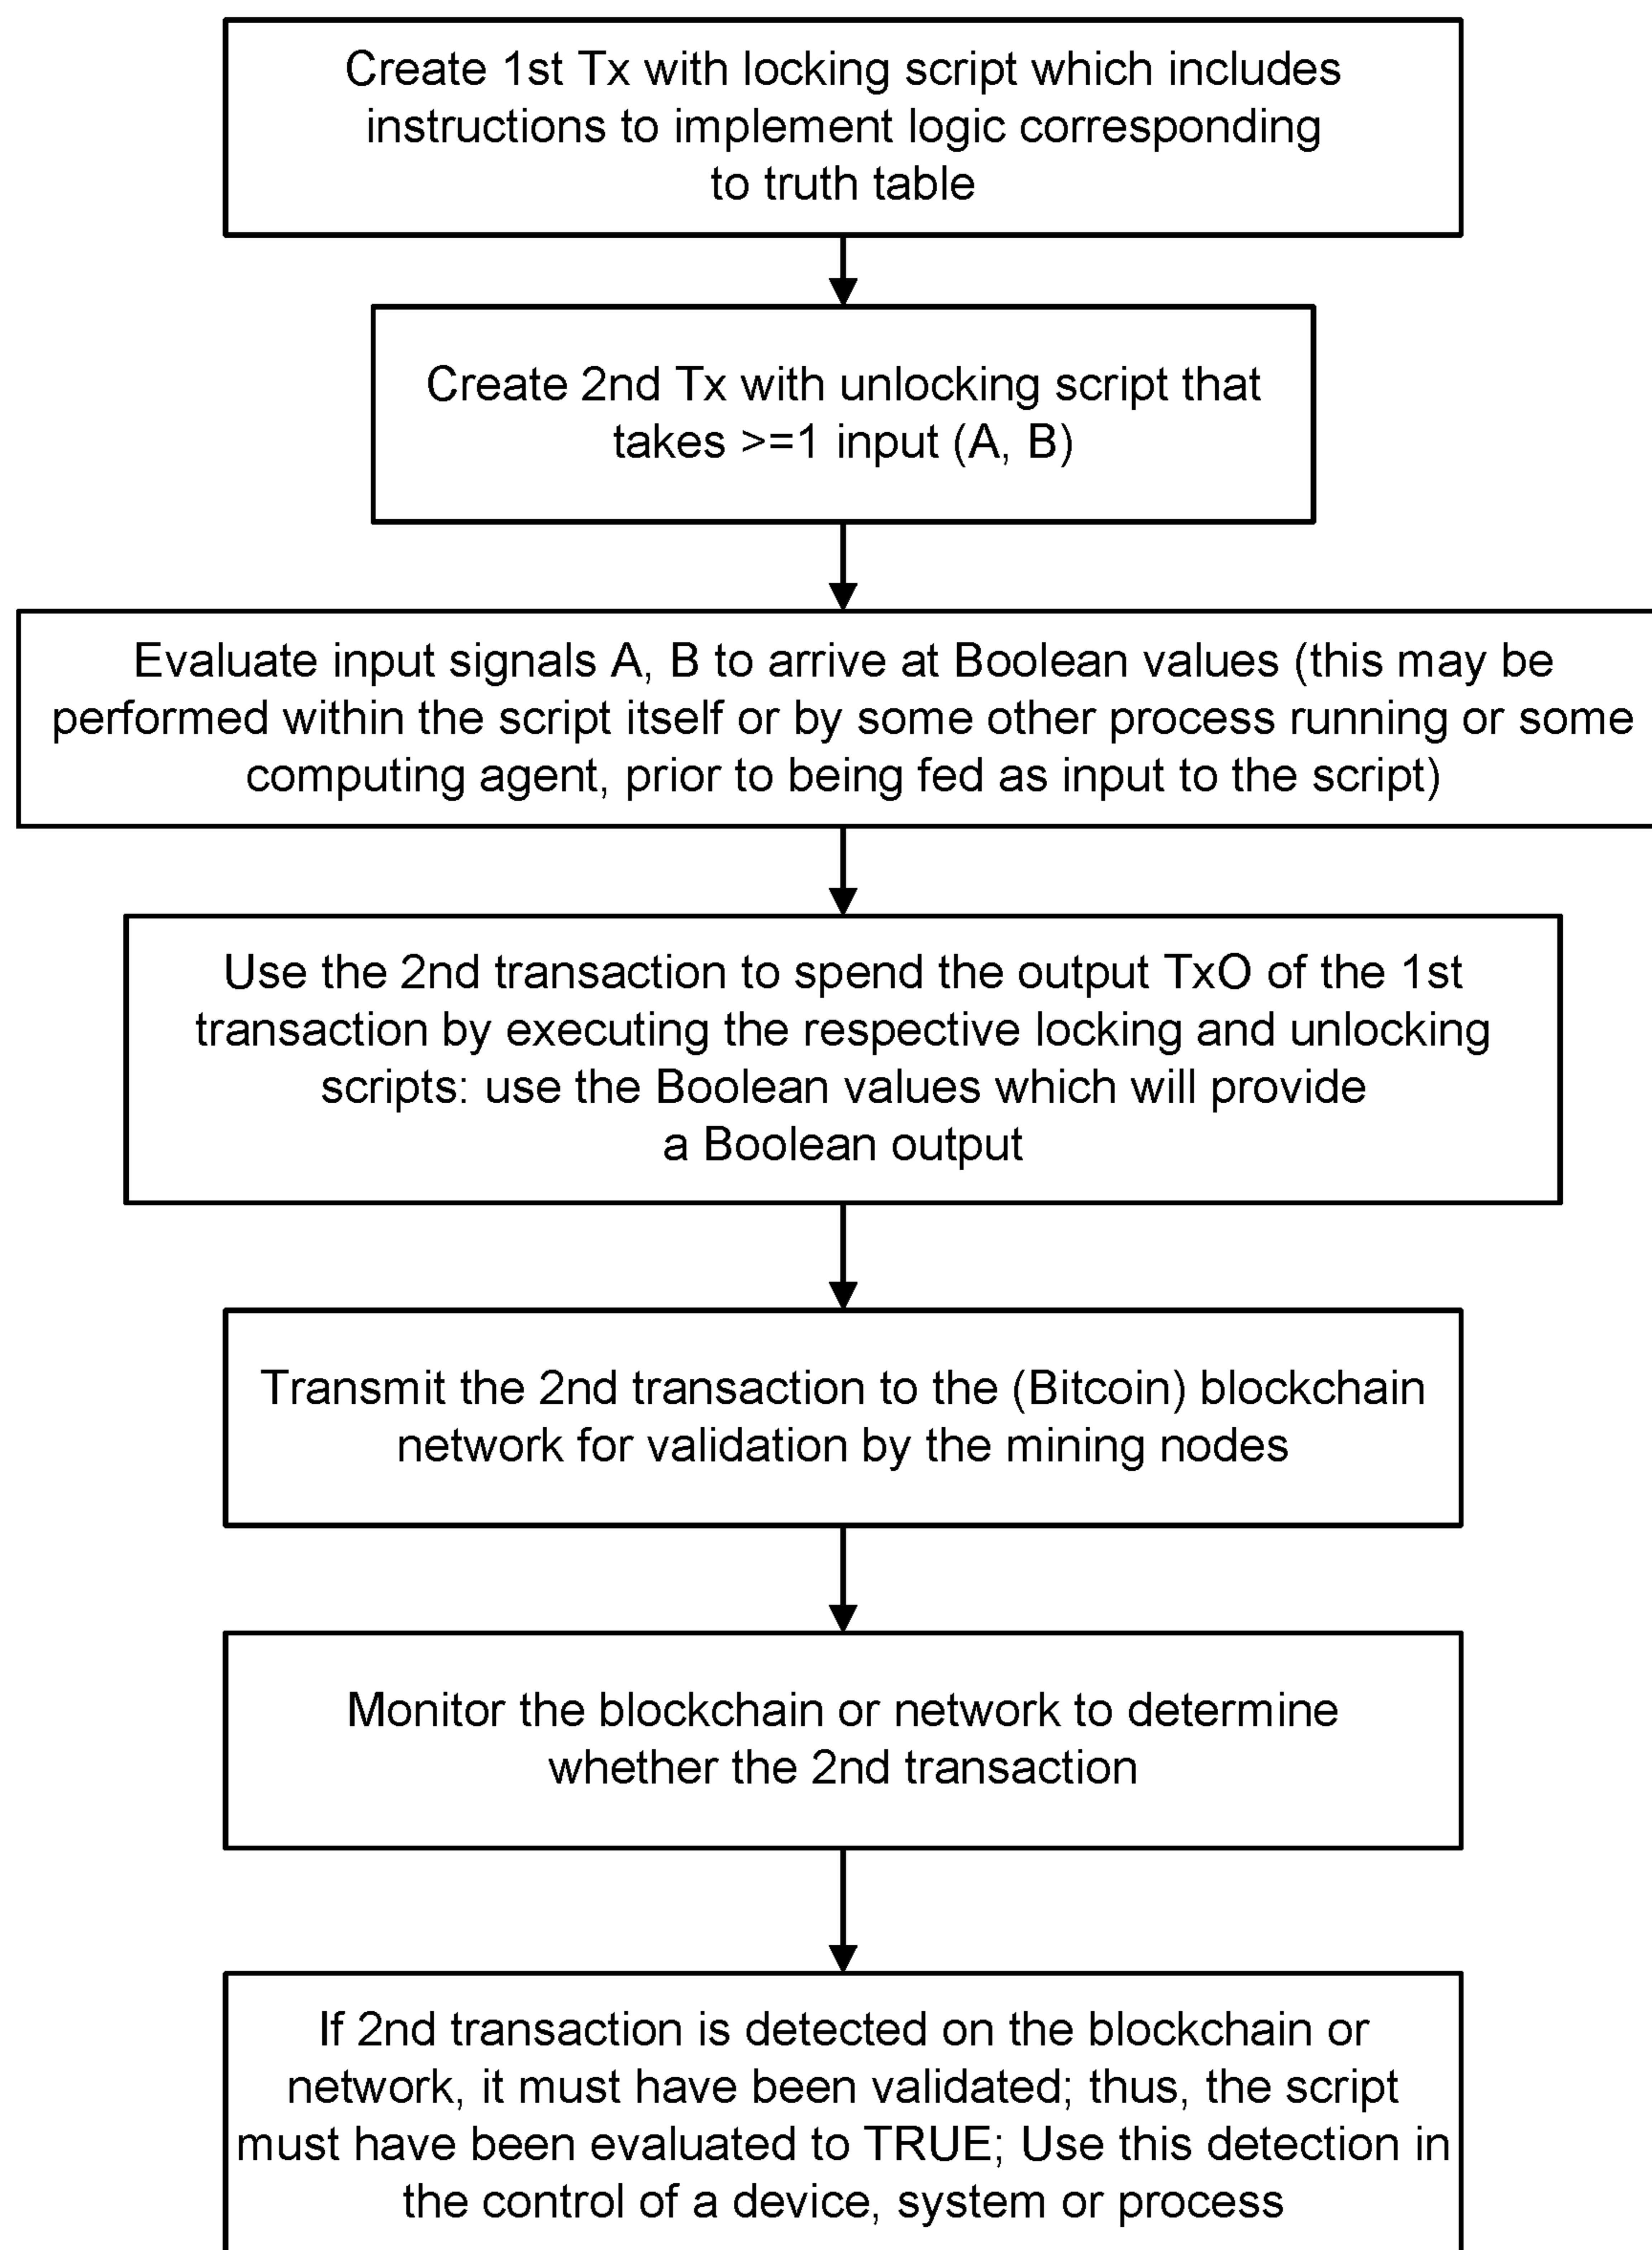 Create 1st Tx with locking script which includes
instructions to implement logic corresponding
to truth table
Create 2nd Tx with unlocking script that
takes >=1 input (A, B)
Evaluate input signals A, B to arrive at Boolean values (this may be
performed within the script itself or by some other process running or some
computing agent, prior to being fed as input to the script)
Use the 2nd transaction to spend the output TxO of the 1st
transaction by executing the respective locking and unlocking
scripts: use the Boolean values which will provide
a Boolean output
Transmit the 2nd transaction to the (Bitcoin) blockchain
network for validation by the mining nodes
Monitor the blockchain or network to determine
whether the 2nd transaction
If 2nd transaction is detected on the blockchain or
network, it must have been validated; thus, the script
must have been evaluated to TRUE; Use this detection in
the control of a device, system or process